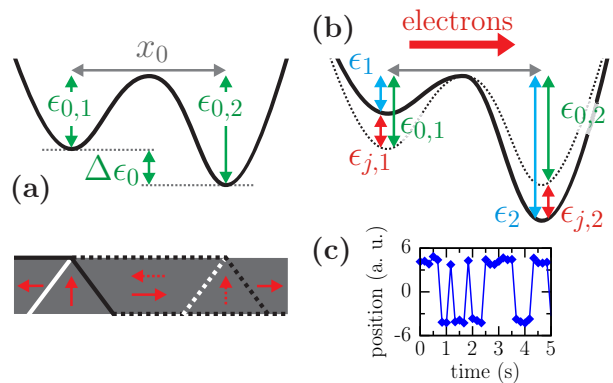 x₀
ϵ₀,₁
ϵ₀,₂
Δϵ₀
(a)
(b)
electrons
ϵ₁
ϵ₀,₁
ϵ₀,₂
ϵⱼ,₁
ϵ₂
ϵⱼ,₂
(c)
position (a. u.)
6
0
-6
0 1 2 3 4 5
time (s)